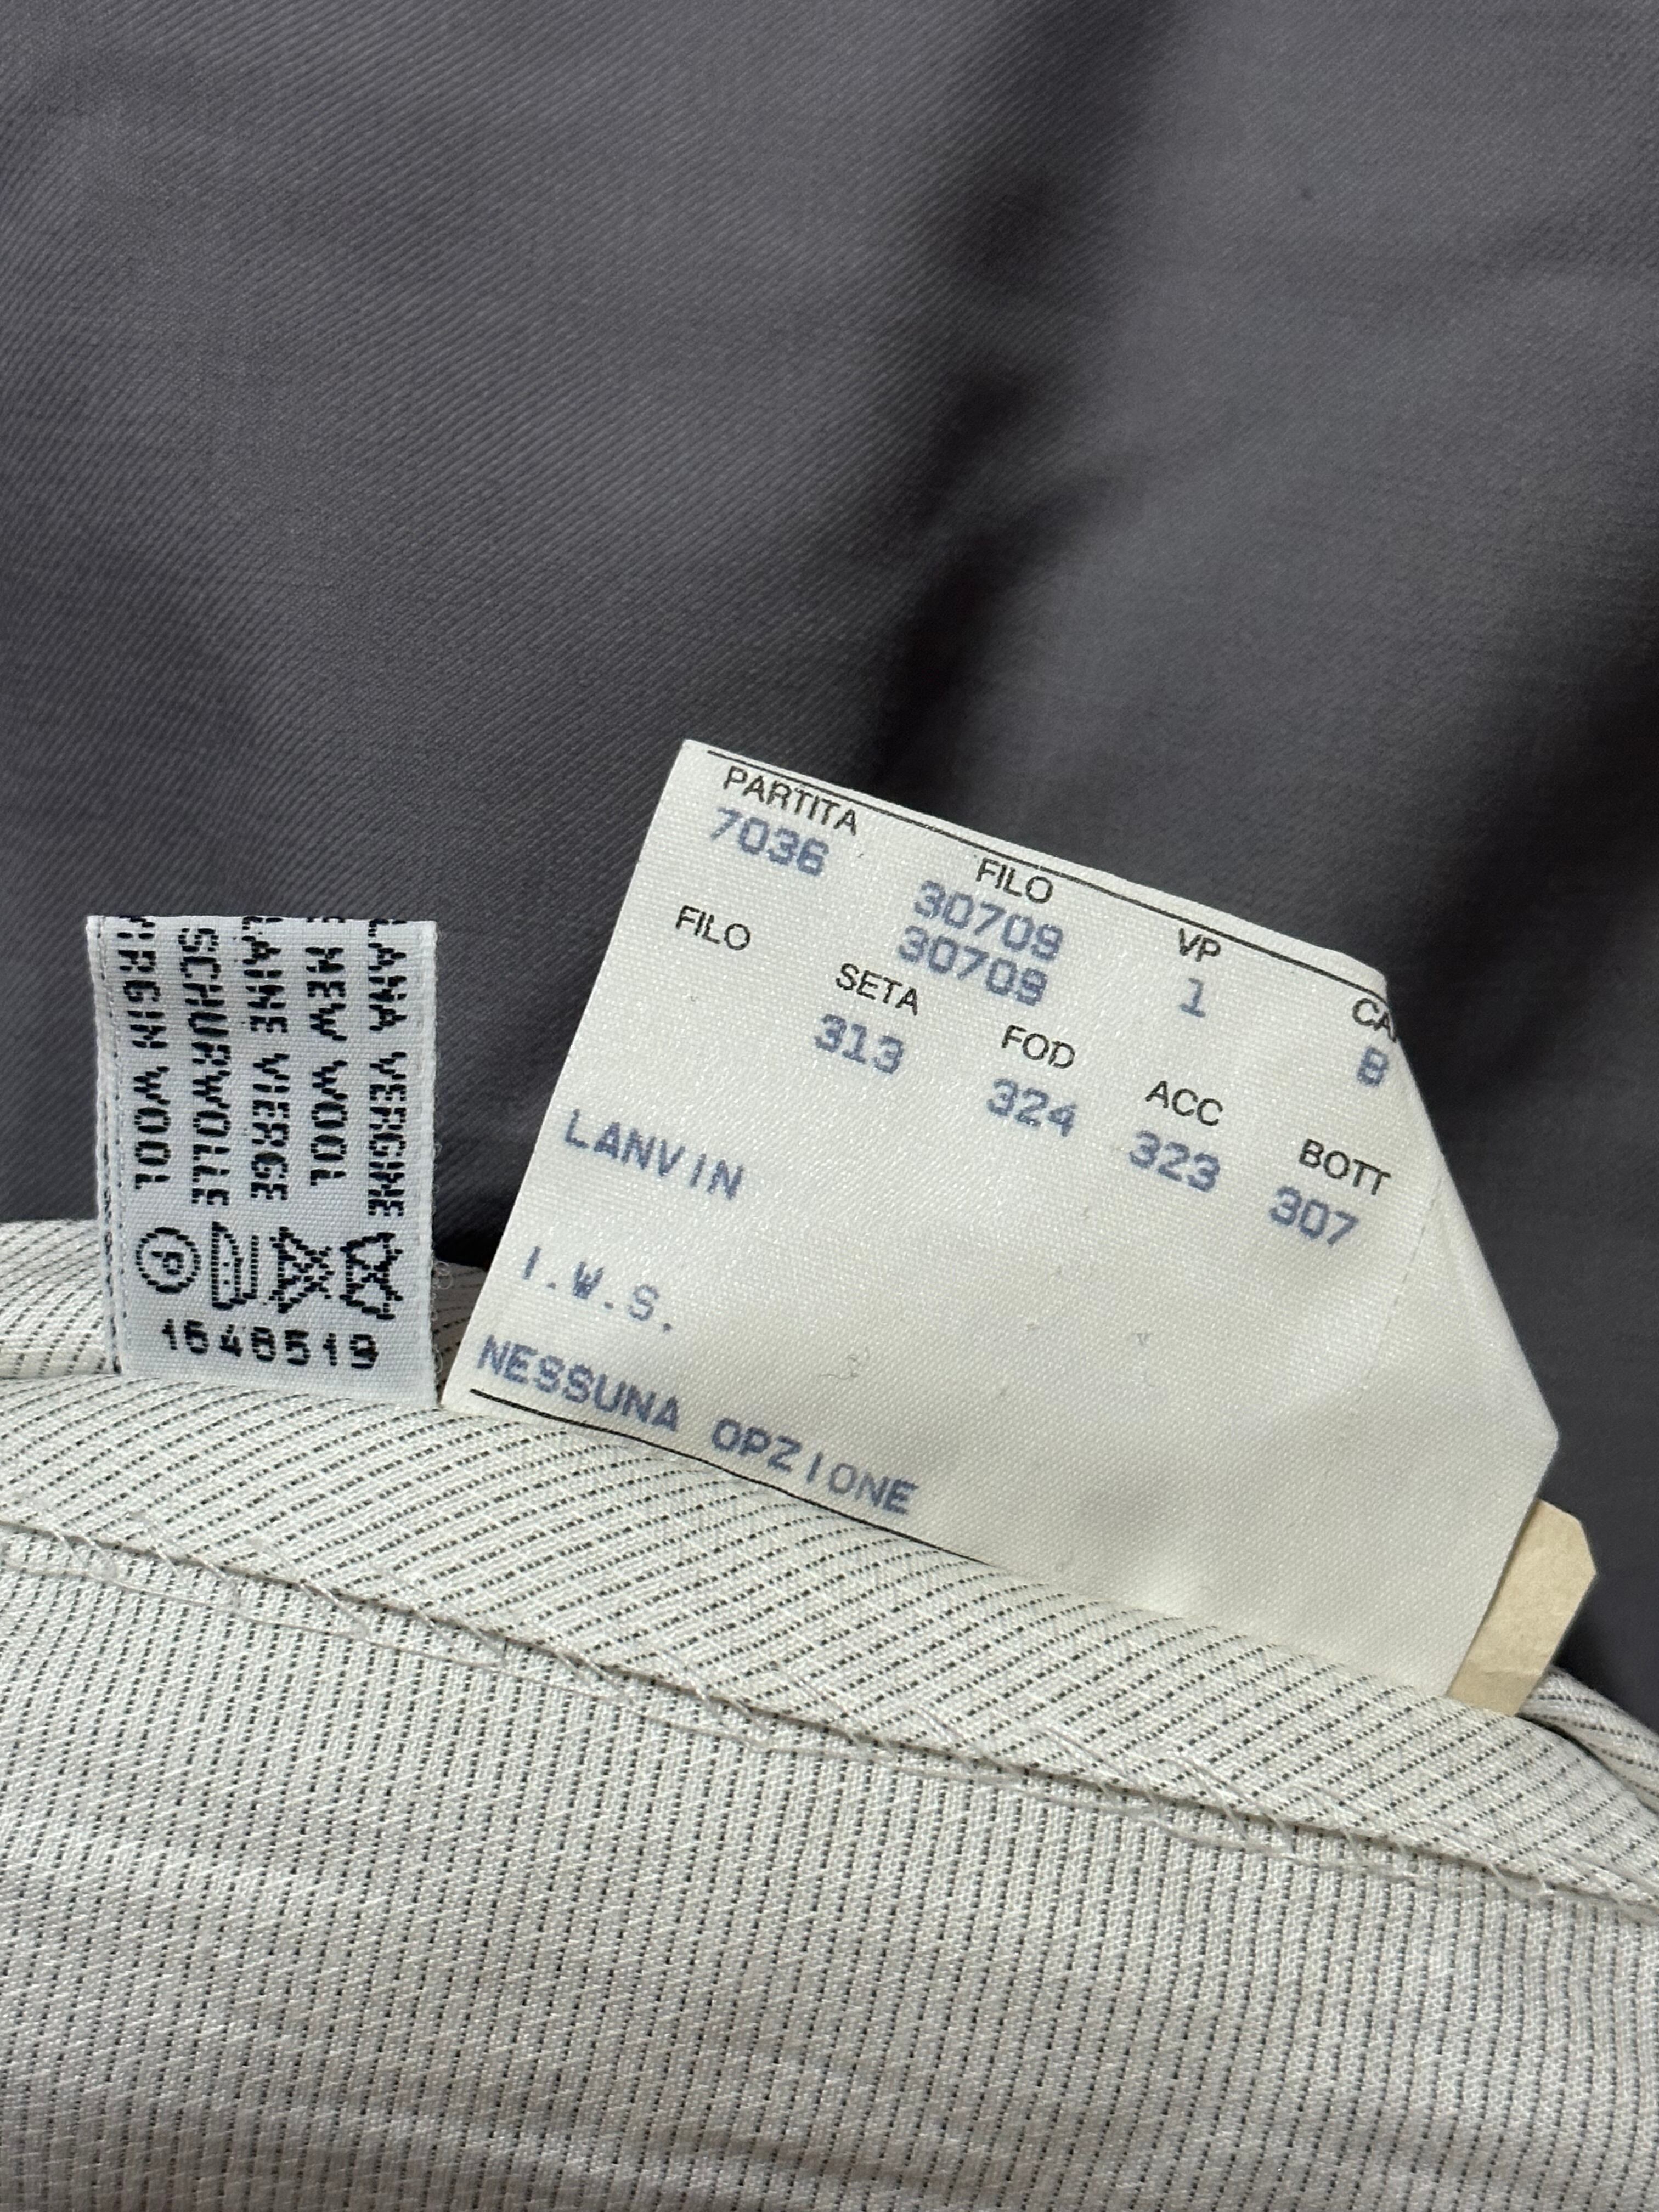 LANA VERGINE
NEW WOOL
LAINE VIERGE
SCHURWOLLE
VIRGIN WOOL
P
1548519
PARTITA FILO VP
7036 30709 1
30709 B
FILO SETA FOD ACC BOTT
313 324 323 307
LANVIN
I.W.S.
NESSUNA OPZIONE